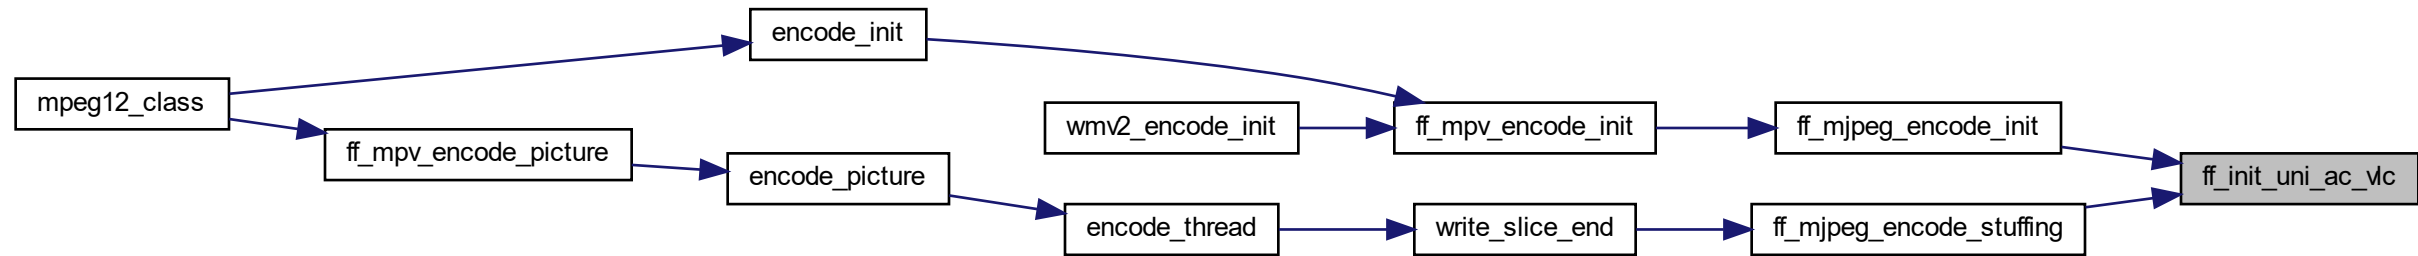 encode_init
mpeg12_class
wmv2_encode_init
ff_mpv_encode_init
ff_mjpeg_encode_init
ff_mpv_encode_picture
encode_picture
ff_init_uni_ac_vlc
encode_thread
write_slice_end
ff_mjpeg_encode_stuffing